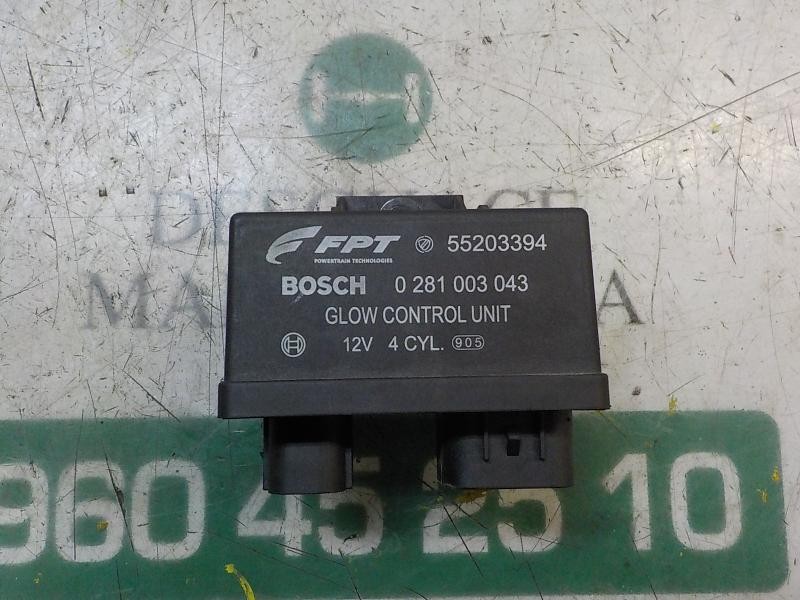 FPT 55203394
POWERTRAIN TECHNOLOGIES
BOSCH 0 281 003 043
GLOW CONTROL UNIT
12V 4 CYL. 905
960 45 25 10